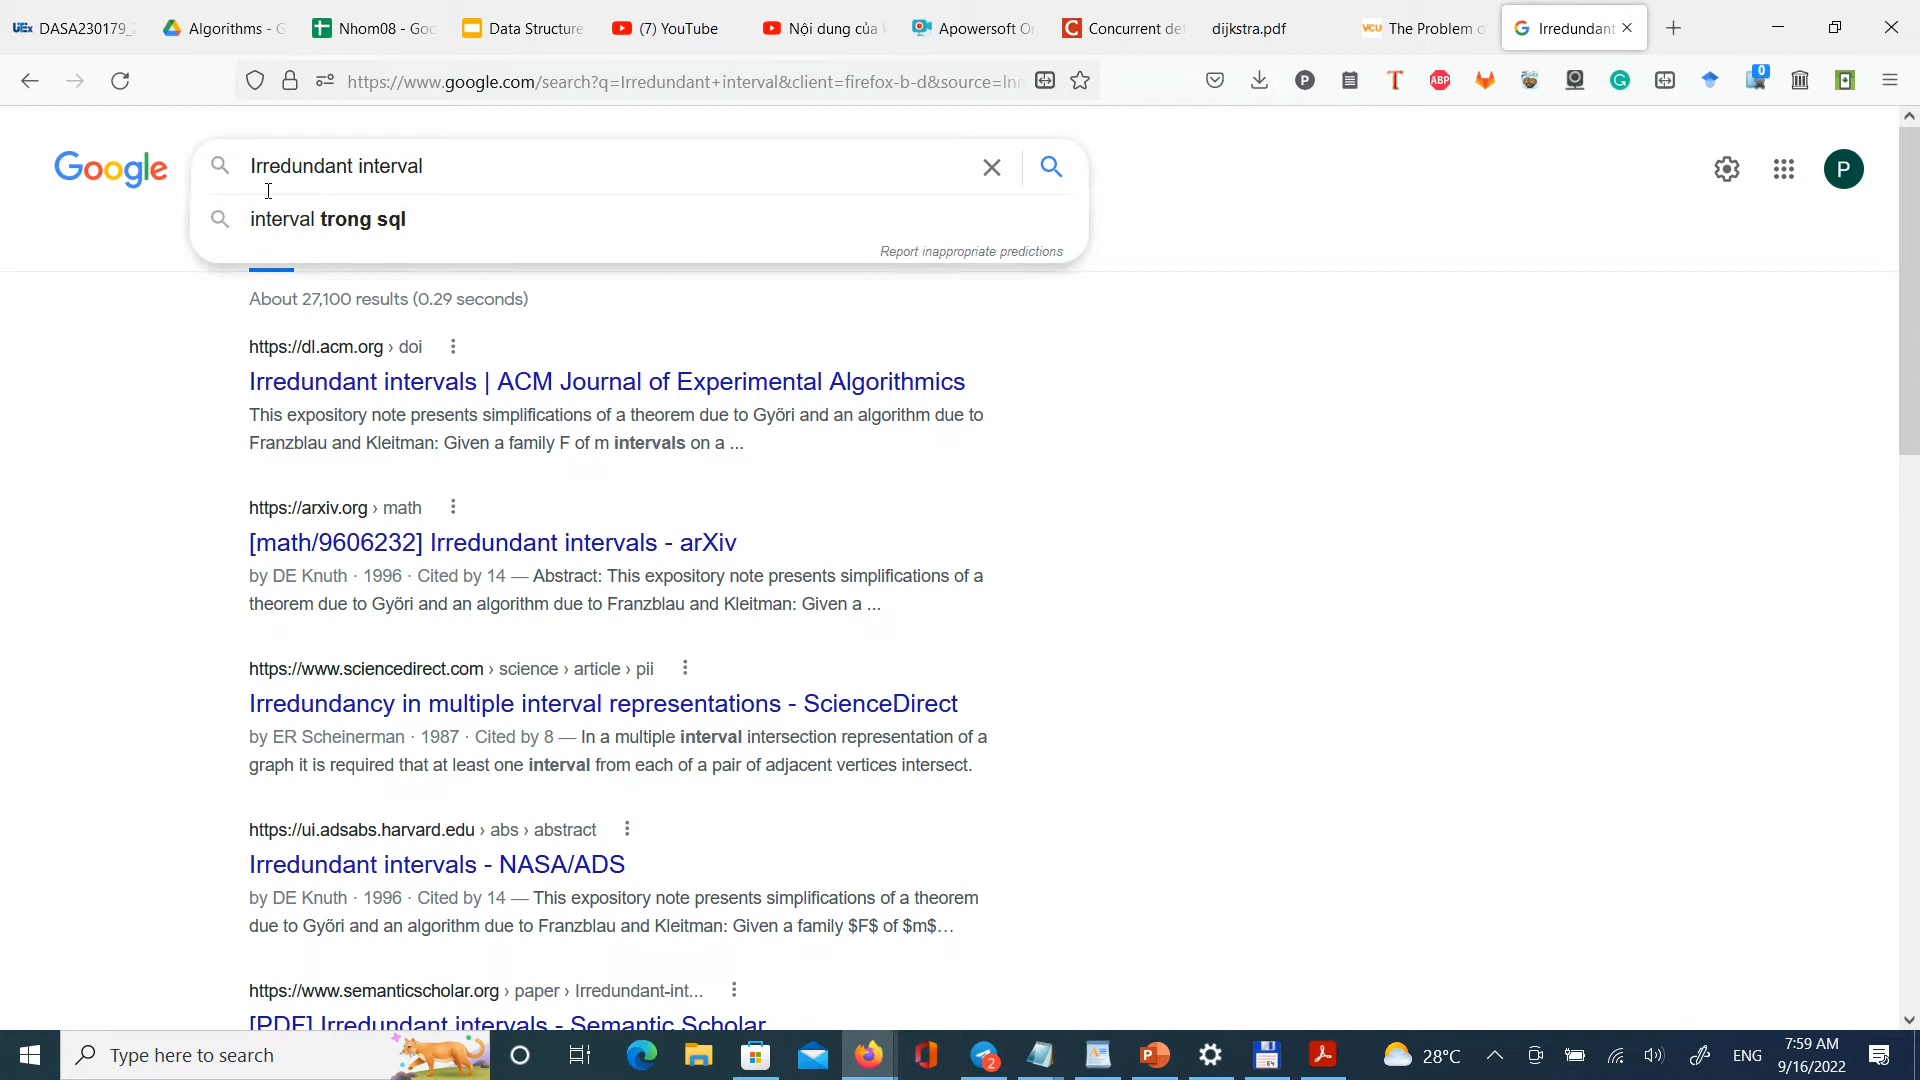 DASA230179_
Algorithms - G
Nhom08 - Goo
Data Structure
(7) YouTube
Nội dung của
Apowersoft On
Concurrent def
dijkstra.pdf
The Problem o
Irredundant
https://www.google.com/search?q=Irredundant+interval&client=firefox-b-d&source=lnn
ABP
0
Google
Irredundant interval
P
interval trong sql
Report inappropriate predictions
About 27,100 results (0.29 seconds)
https://dl.acm.org › doi
Irredundant intervals | ACM Journal of Experimental Algorithmics
This expository note presents simplifications of a theorem due to Győri and an algorithm due to
Franzblau and Kleitman: Given a family F of m intervals on a ...
https://arxiv.org › math
[math/9606232] Irredundant intervals - arXiv
by DE Knuth · 1996 · Cited by 14 — Abstract: This expository note presents simplifications of a
theorem due to Győri and an algorithm due to Franzblau and Kleitman: Given a ...
https://www.sciencedirect.com › science › article › pii
Irredundancy in multiple interval representations - ScienceDirect
by ER Scheinerman · 1987 · Cited by 8 — In a multiple interval intersection representation of a
graph it is required that at least one interval from each of a pair of adjacent vertices intersect.
https://ui.adsabs.harvard.edu › abs › abstract
Irredundant intervals - NASA/ADS
by DE Knuth · 1996 · Cited by 14 — This expository note presents simplifications of a theorem
due to Győri and an algorithm due to Franzblau and Kleitman: Given a family $F$ of $m$...
https://www.semanticscholar.org › paper › Irredundant-int...
[PDF] Irredundant intervals - Semantic Scholar
Type here to search
2
28°C
ENG
7:59 AM
9/16/2022